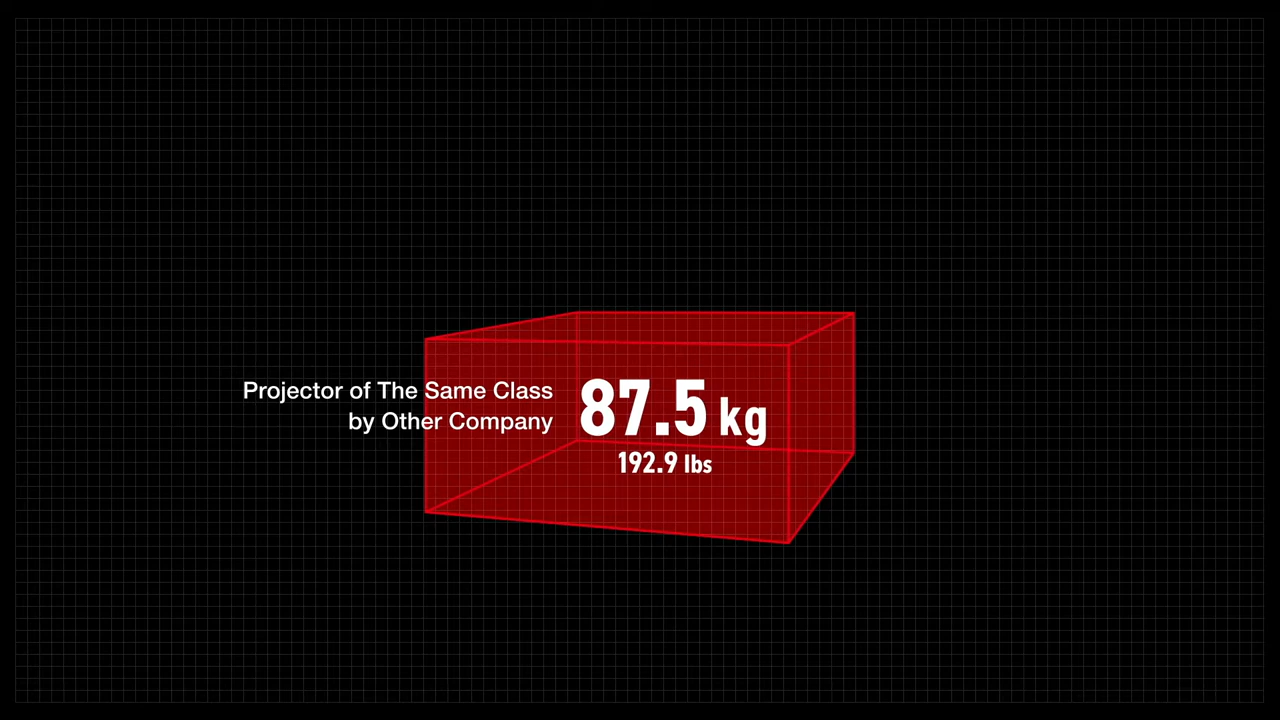 Projector of The Same Class
by Other Company
87.5 kg
192.9 lbs